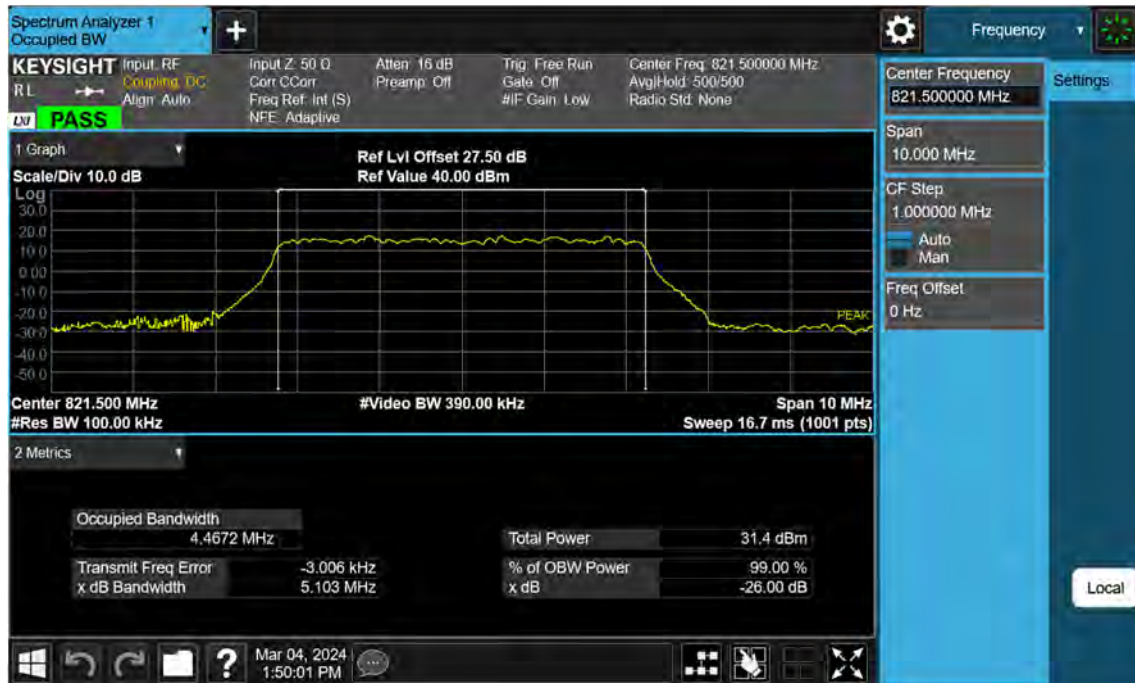 Spectrum Analyzer 1
Occupied BW
+
Frequency
KEYSIGHT
RL
LXI
PASS
Input: RF
Coupling: DC
Align: Auto
Input Z: 50 Ω
Corr CCorr
Freq Ref: Int (S)
NFE: Adaptive
Atten: 16 dB
Preamp: Off
Trig: Free Run
Gate: Off
#IF Gain: Low
Center Freq: 821.500000 MHz
Avg|Hold: 500/500
Radio Std: None
Center Frequency
821.500000 MHz
Settings
Span
10.000 MHz
CF Step
1.000000 MHz
Auto
Man
Freq Offset
0 Hz
Local
1 Graph
Scale/Div 10.0 dB
Ref Lvl Offset 27.50 dB
Ref Value 40.00 dBm
Log
30.0
20.0
10.0
0.00
-10.0
-20.0
-30.0
-40.0
-50.0
PEAK
Center 821.500 MHz
#Video BW 390.00 kHz
Span 10 MHz
#Res BW 100.00 kHz
Sweep 16.7 ms (1001 pts)
2 Metrics
Occupied Bandwidth
4.4672 MHz
Total Power 31.4 dBm
Transmit Freq Error -3.006 kHz
% of OBW Power 99.00 %
x dB Bandwidth 5.103 MHz
x dB -26.00 dB
?
Mar 04, 2024
1:50:01 PM